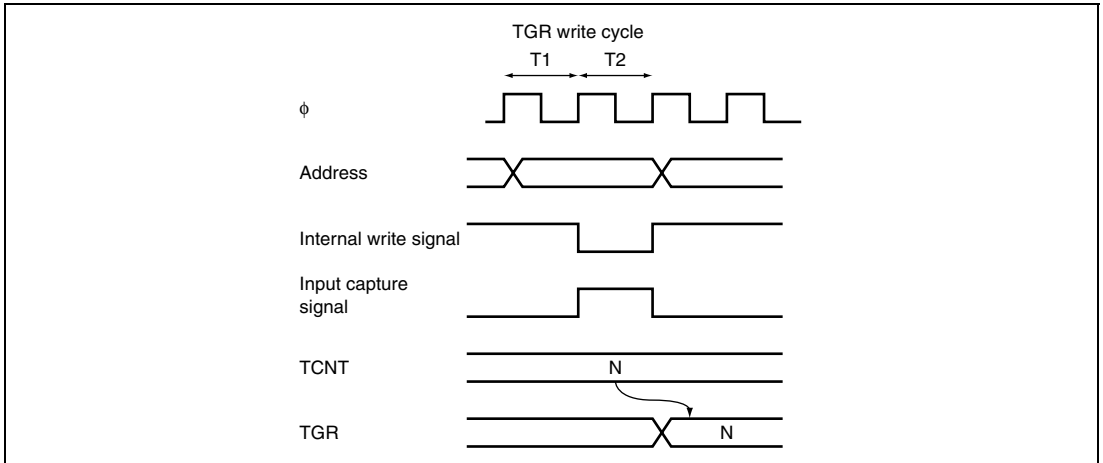 TGR write cycle
T1 T2
ϕ
Address
Internal write signal
Input capture
signal
TCNT N
TGR N